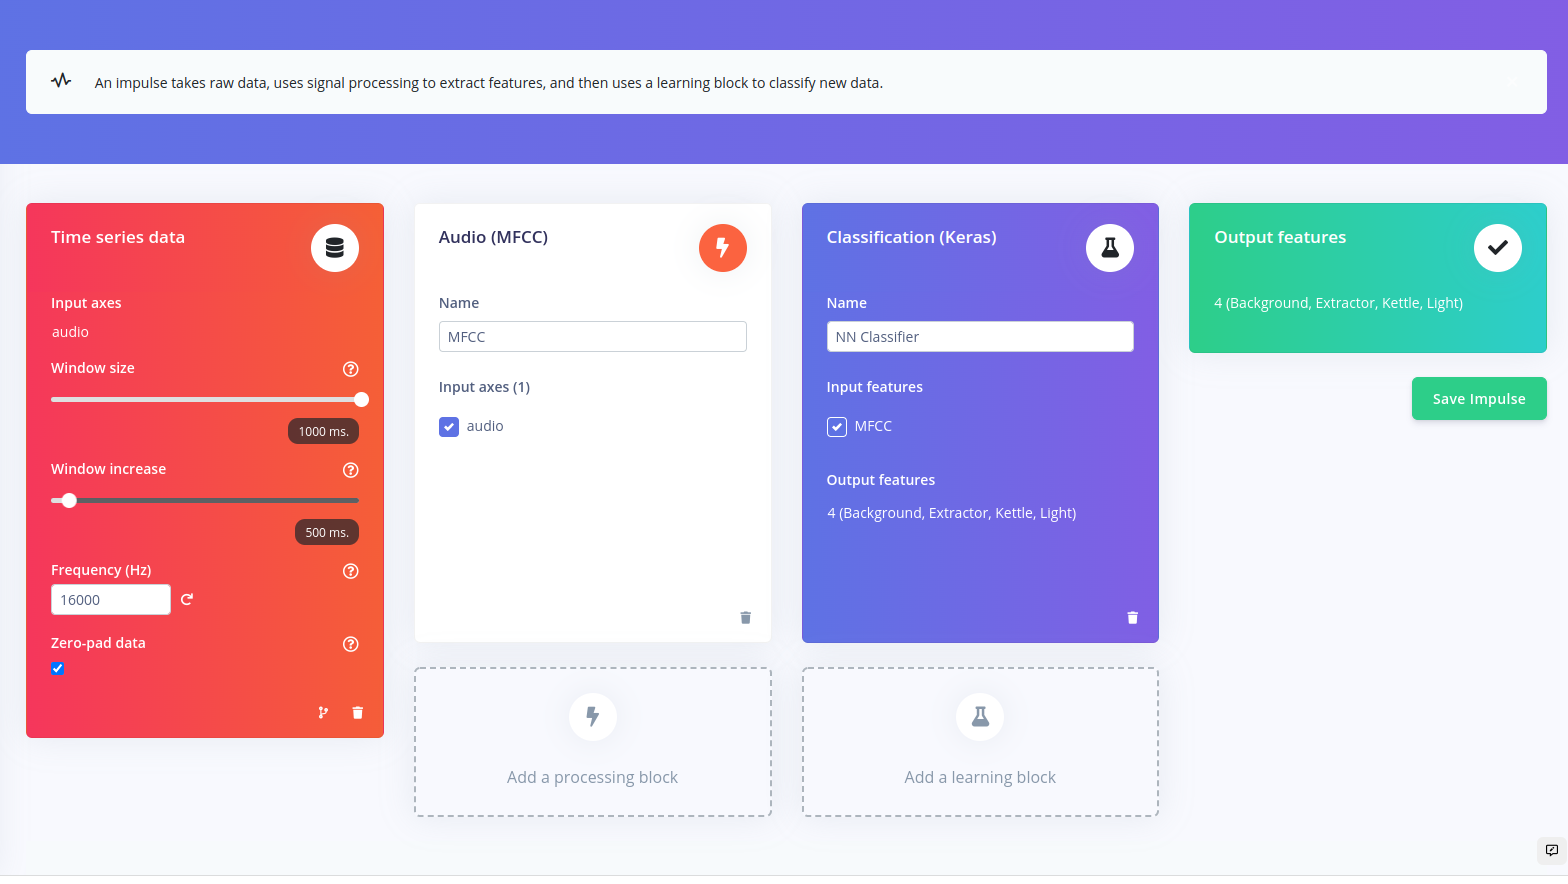 An impulse takes raw data, uses signal processing to extract features, and then uses a learning block to classify new data.
Time series data
Input axes
audio
Window size
1000 ms.
Window increase
500 ms.
Frequency (Hz)
16000
Zero-pad data
Audio (MFCC)
Name
MFCC
Input axes (1)
audio
Add a processing block
Classification (Keras)
Name
NN Classifier
Input features
MFCC
Output features
4 (Background, Extractor, Kettle, Light)
Add a learning block
Output features
4 (Background, Extractor, Kettle, Light)
Save Impulse